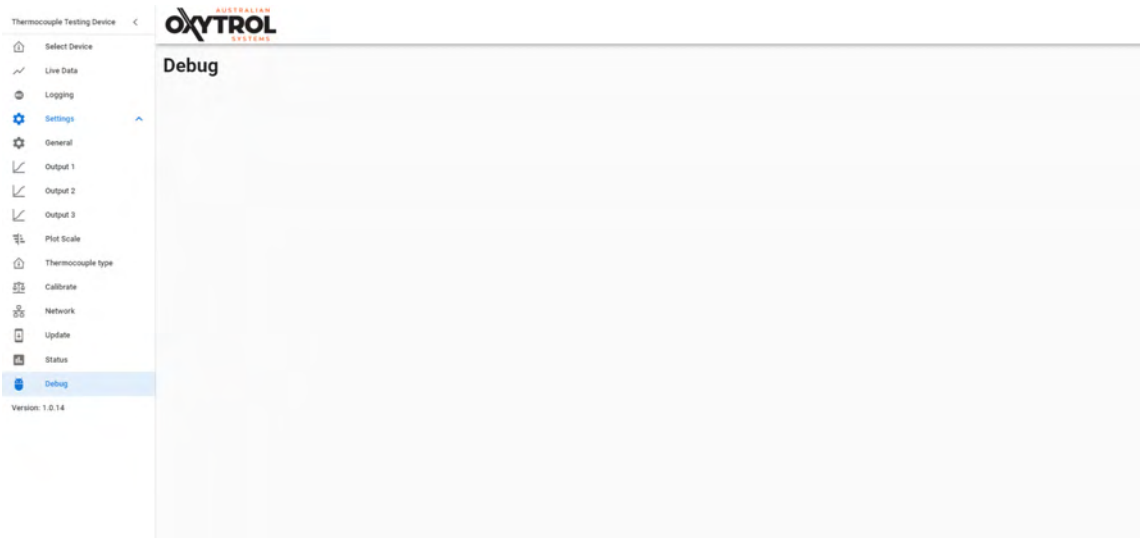 Thermocouple Testing Device
Select Device
Live Data
Logging
Settings
General
Output 1
Output 2
Output 3
Plot Scale
Thermocouple type
Calibrate
Network
Update
Status
Debug
Version: 1.0.14
AUSTRALIAN
OXYTROL
SYSTEMS
Debug